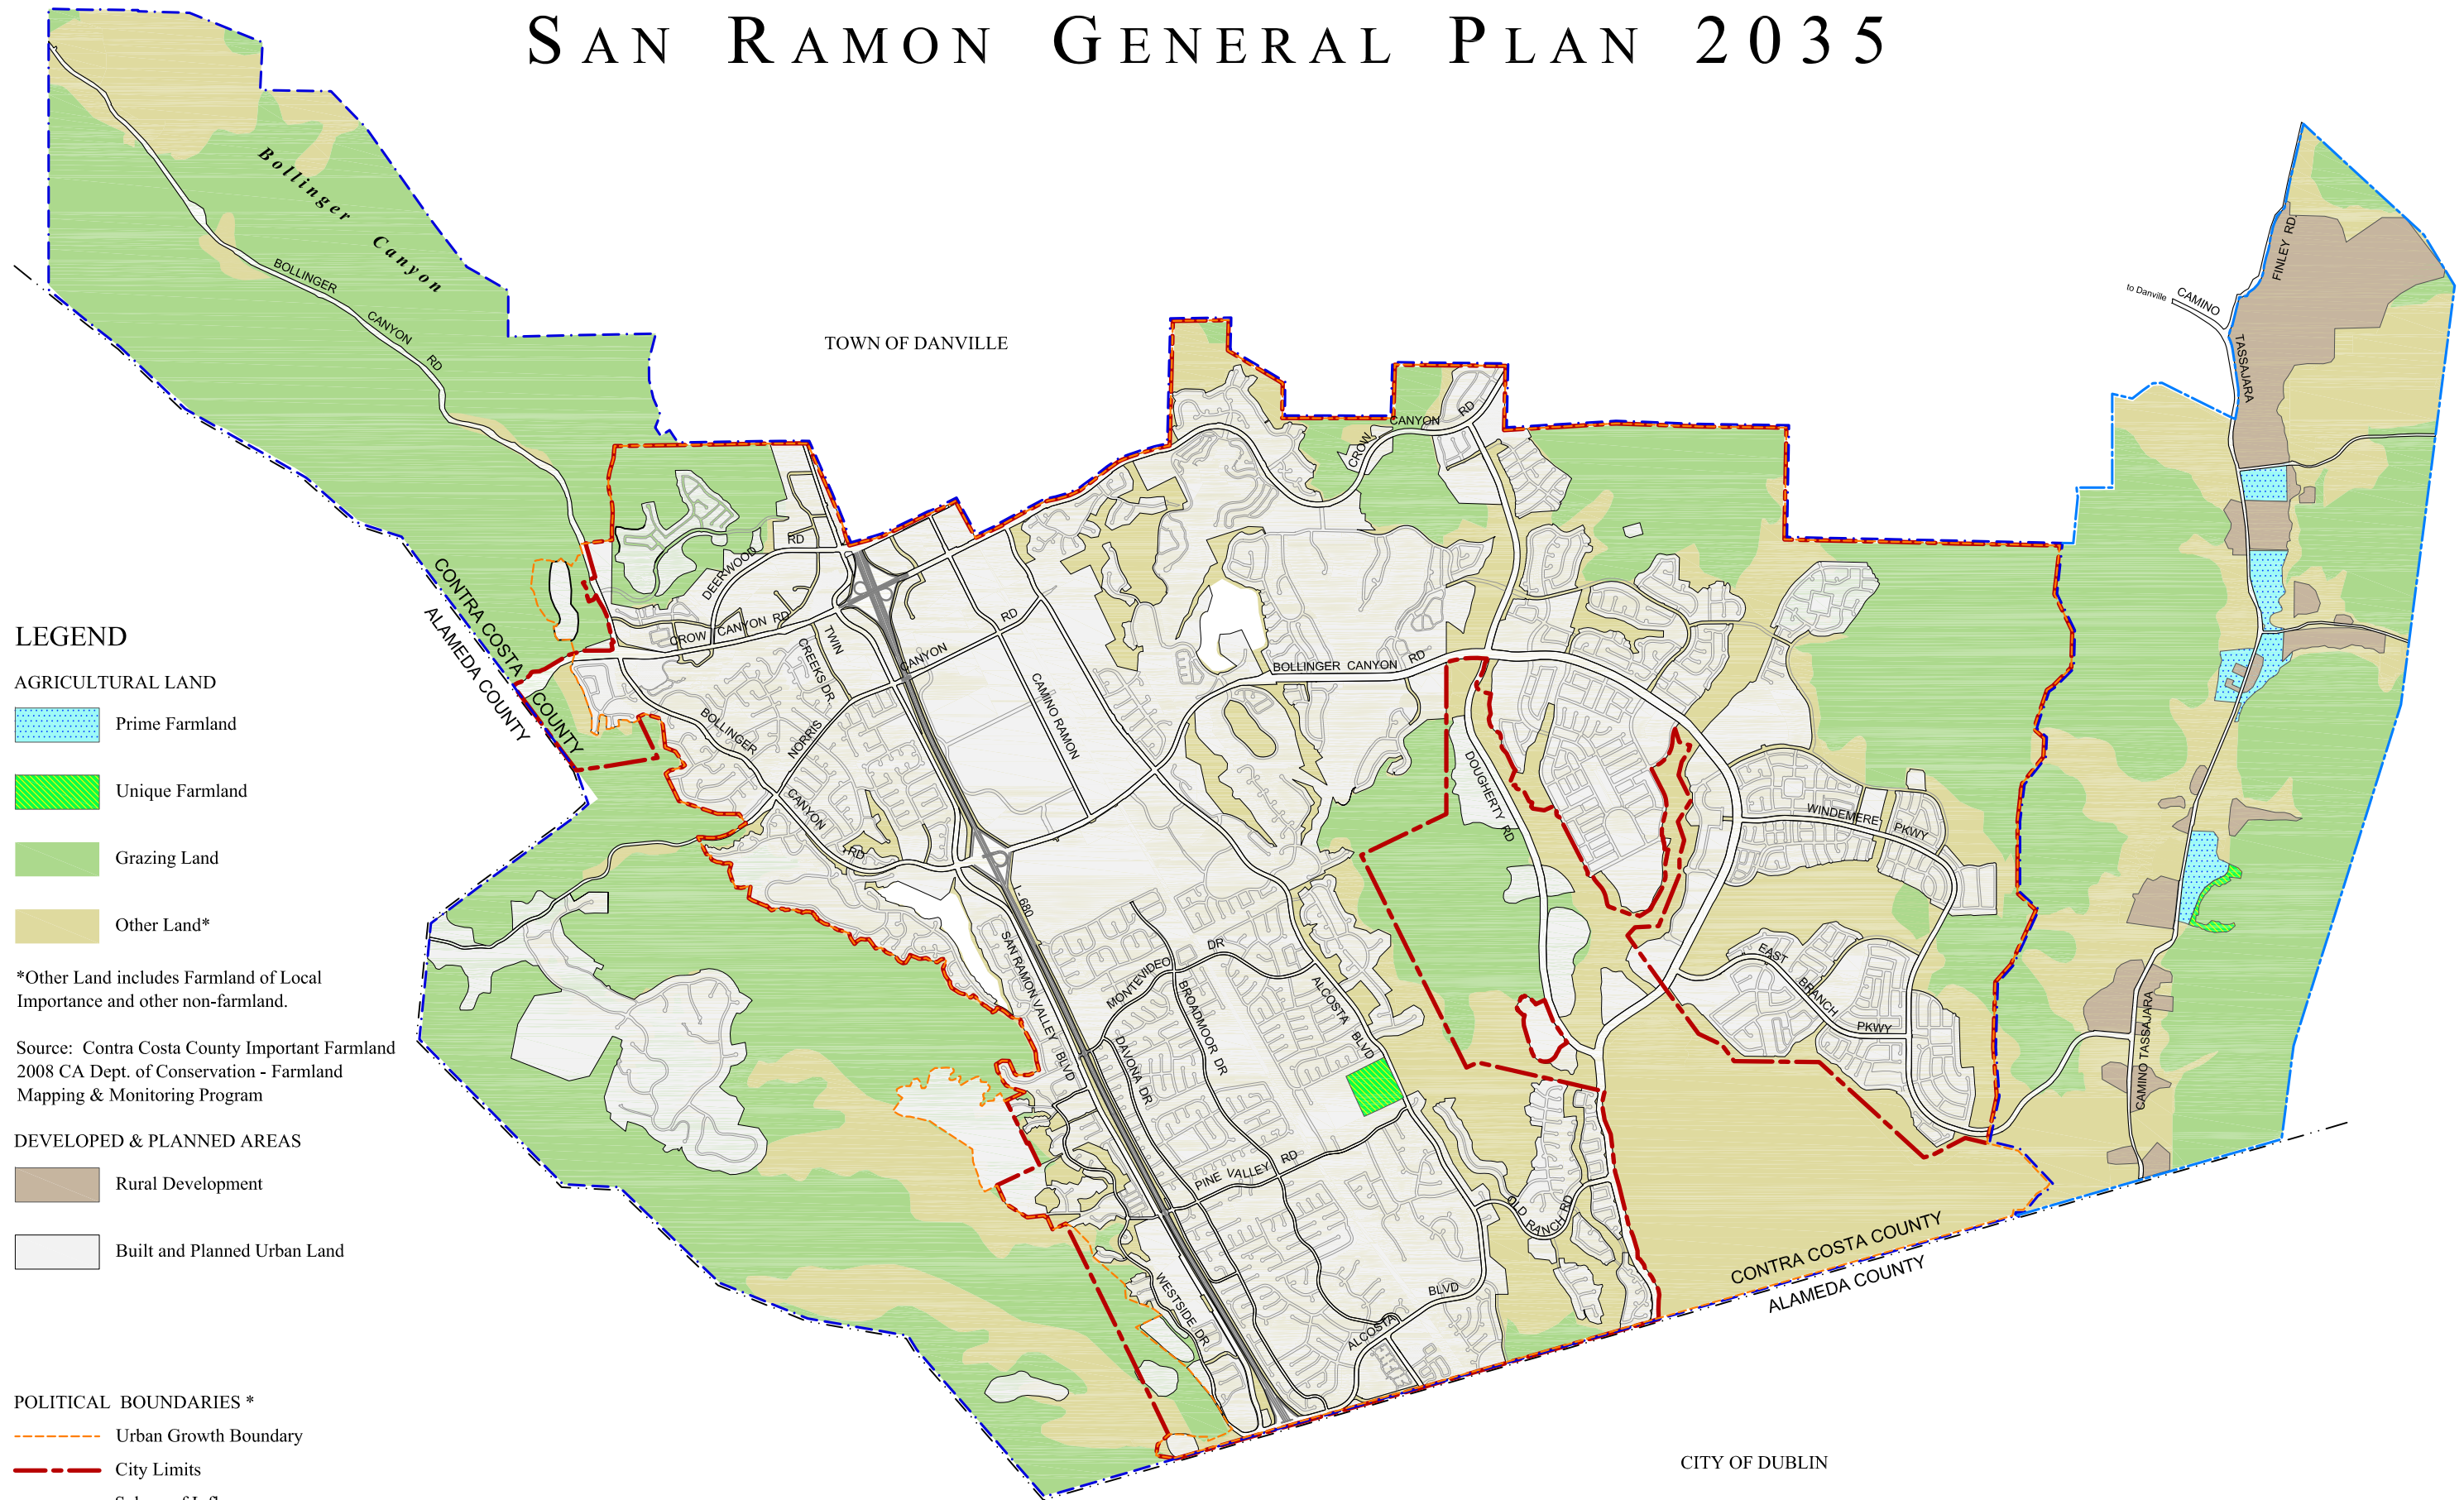 SAN RAMON GENERAL PLAN 2035
Bollinger
Canyon
BOLLINGER
CANYON
RD
TOWN OF DANVILLE
to Danville
CAMINO
TASSAJARA
FINLEY RD
CROW
CANYON
RD
DEERWOOD
RD
CROW CANYON RD
TWIN
CREEKS DR.
CANYON
RD
NORRIS
CAMINO RAMON
BOLLINGER CANYON RD
BOLLINGER
CANYON
RD
CONTRA COSTA COUNTY
ALAMEDA COUNTY
DOUGHERTY RD
WINDEMERE PKWY
I - 680
SAN RAMON VALLEY BLVD
MONTEVIDEO
DR
BROADMOOR DR
DAVONA DR
ALCOSTA BLVD
EAST
BRANCH
PKWY
CAMINO TASSAJARA
PINE VALLEY RD
OLD RANCH RD
WESTSIDE DR
ALCOSTA
BLVD
CONTRA COSTA COUNTY
ALAMEDA COUNTY
CITY OF DUBLIN
LEGEND
AGRICULTURAL LAND
Prime Farmland
Unique Farmland
Grazing Land
Other Land*
*Other Land includes Farmland of Local
Importance and other non-farmland.
Source: Contra Costa County Important Farmland
2008 CA Dept. of Conservation - Farmland
Mapping & Monitoring Program
DEVELOPED & PLANNED AREAS
Rural Development
Built and Planned Urban Land
POLITICAL BOUNDARIES *
Urban Growth Boundary
City Limits